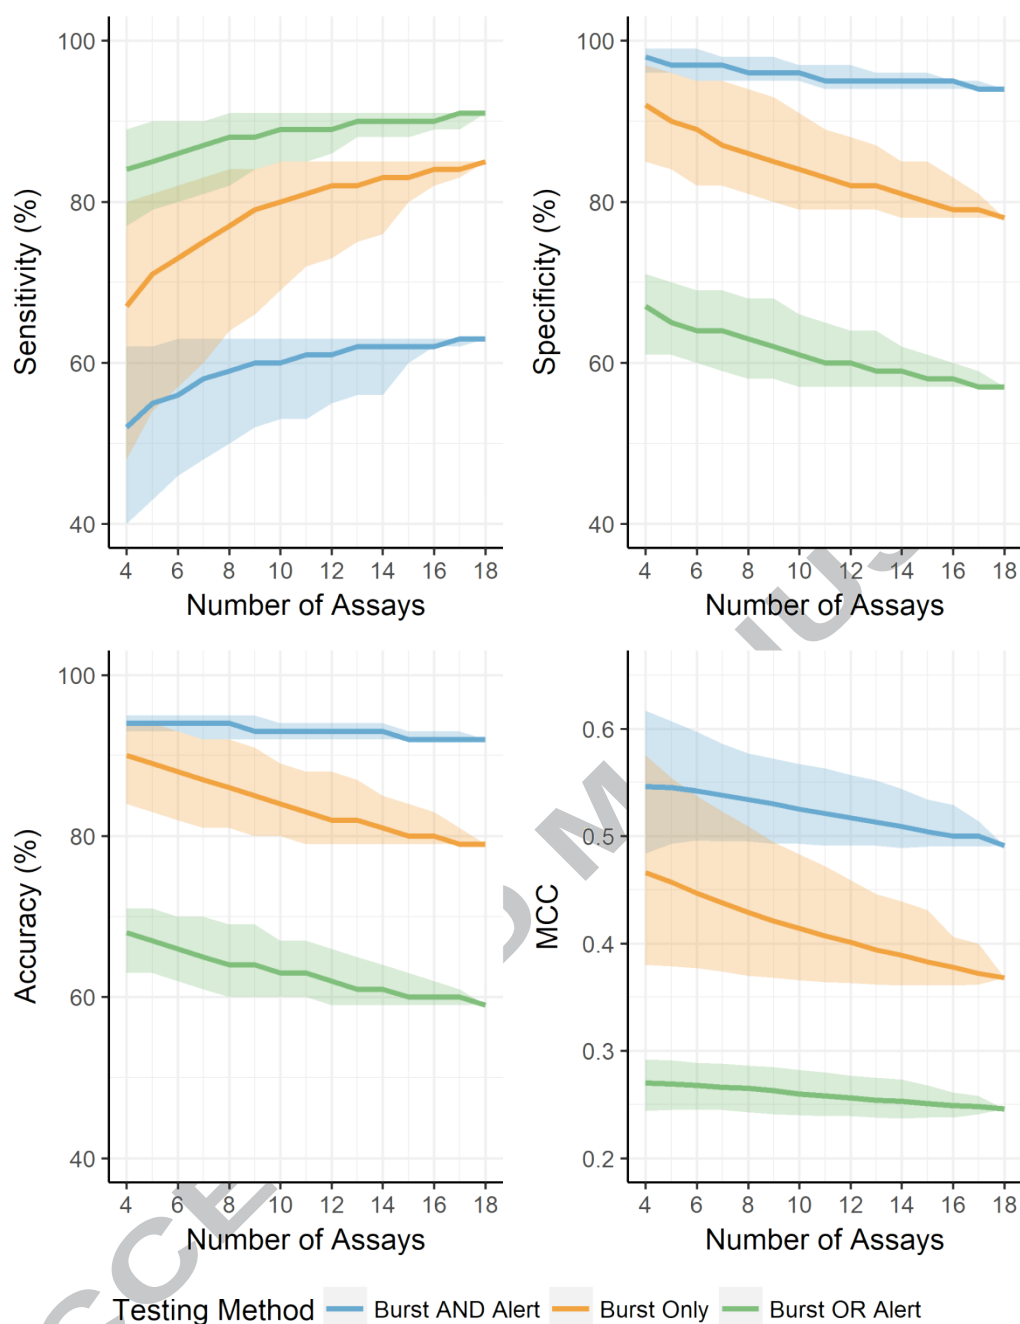 100
80
60
40
Sensitivity (%)
4 6 8 10 12 14 16 18
Number of Assays
100
80
60
40
Specificity (%)
4 6 8 10 12 14 16 18
Number of Assays
100
80
60
40
Accuracy (%)
4 6 8 10 12 14 16 18
Number of Assays
0.6
0.5
0.4
0.3
0.2
MCC
4 6 8 10 12 14 16 18
Number of Assays
Testing Method Burst AND Alert Burst Only Burst OR Alert